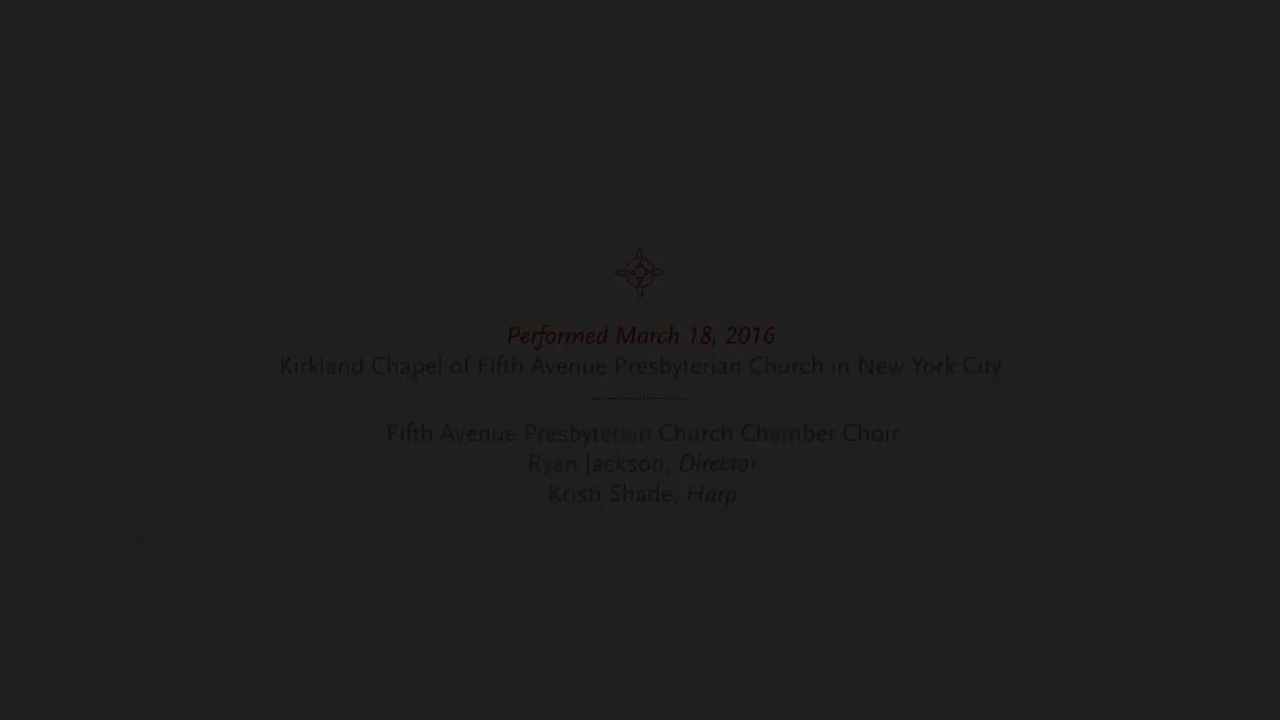 Performed March 18, 2016
Kirkland Chapel of Fifth Avenue Presbyterian Church in New York City
Fifth Avenue Presbyterian Church Chamber Choir
Ryan Jackson, Director
Kristi Shade, Harp